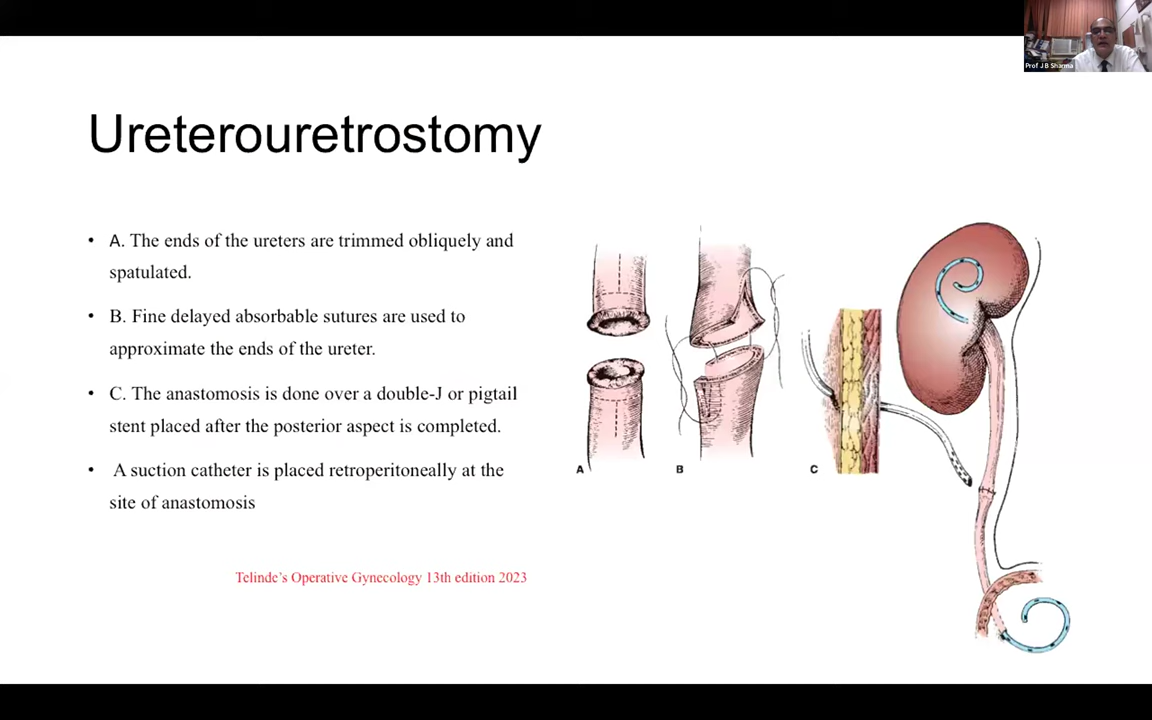 Prof J B Sharma
Ureterouretrostomy
• A. The ends of the ureters are trimmed obliquely and
spatulated.
• B. Fine delayed absorbable sutures are used to
approximate the ends of the ureter.
• C. The anastomosis is done over a double-J or pigtail
stent placed after the posterior aspect is completed.
• A suction catheter is placed retroperitoneally at the
site of anastomosis
A
B
C
Telinde's Operative Gynecology 13th edition 2023